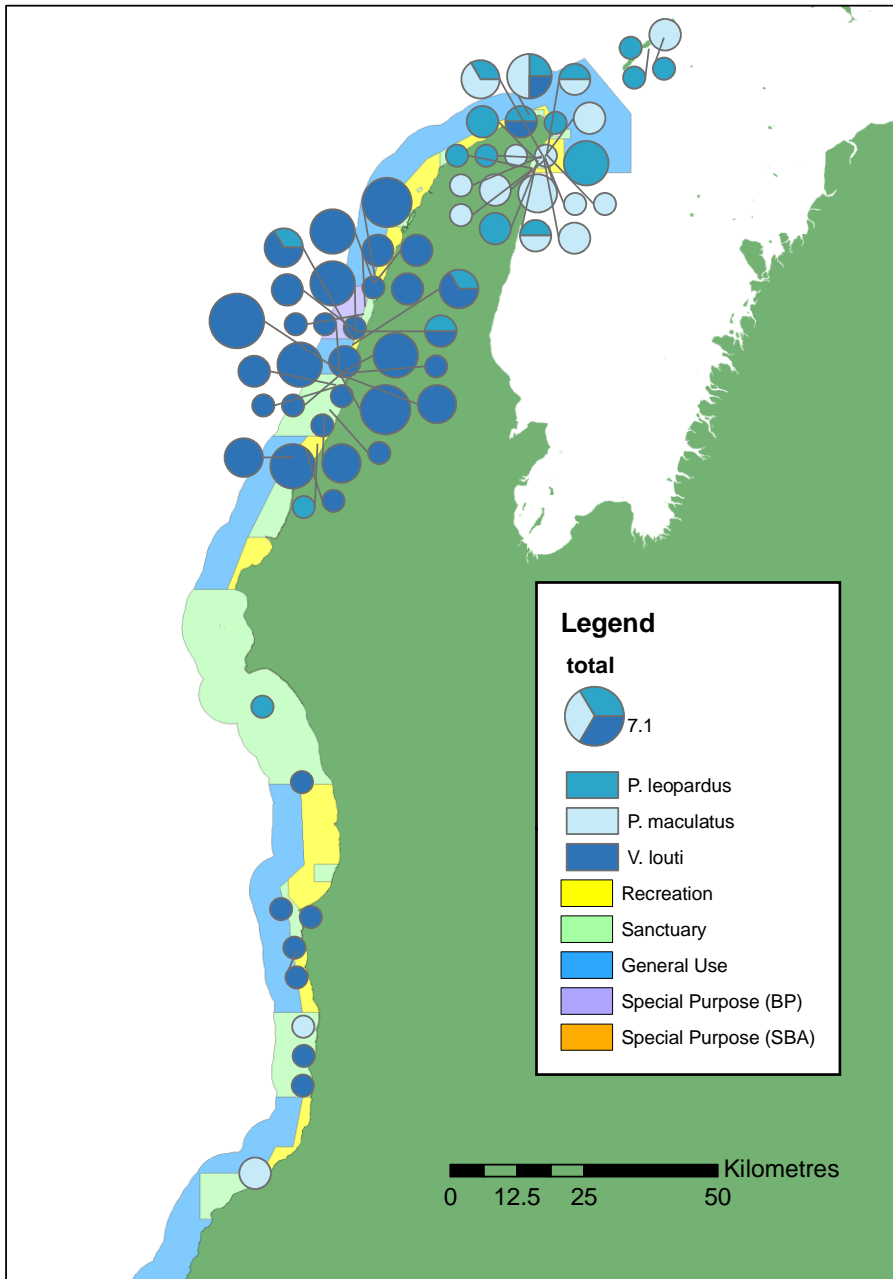 Legend
total
7.1
P. leopardus
P. maculatus
V. louti
Recreation
Sanctuary
General Use
Special Purpose (BP)
Special Purpose (SBA)
Kilometres
0 12.5 25 50